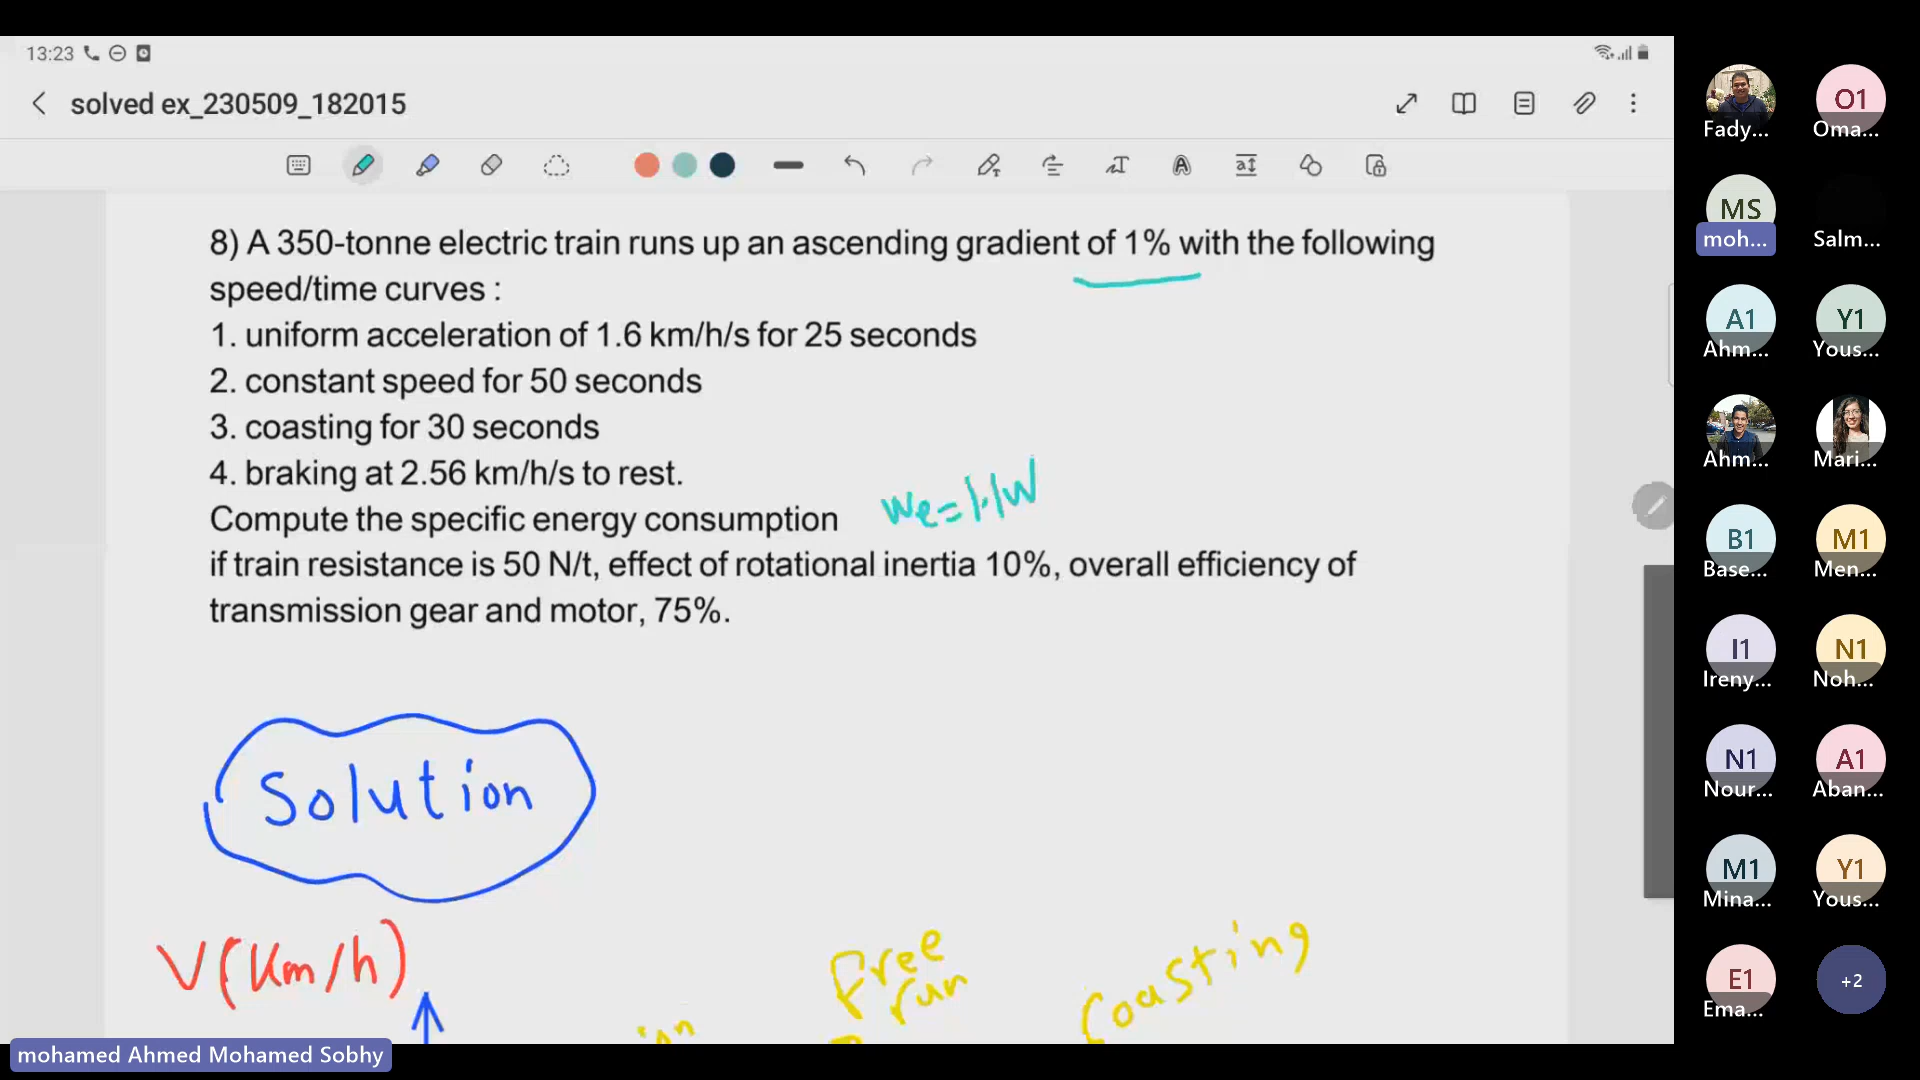 13:23
solved ex_230509_182015
8) A 350-tonne electric train runs up an ascending gradient of 1% with the following
speed/time curves :
1. uniform acceleration of 1.6 km/h/s for 25 seconds
2. constant speed for 50 seconds
3. coasting for 30 seconds
4. braking at 2.56 km/h/s to rest.
Compute the specific energy consumption
We=1.1W
if train resistance is 50 N/t, effect of rotational inertia 10%, overall efficiency of
transmission gear and motor, 75%.
Solution
V(Km/h)
Free
run
Coasting
mohamed Ahmed Mohamed Sobhy
Fady...
O1
Oma...
MS
moh...
Salm...
A1
Ahm...
Y1
Yous...
Ahm...
Mari...
B1
Base...
M1
Men...
I1
Ireny...
N1
Noh...
N1
Nour...
A1
Aban...
M1
Mina...
Y1
Yous...
E1
Ema...
+2